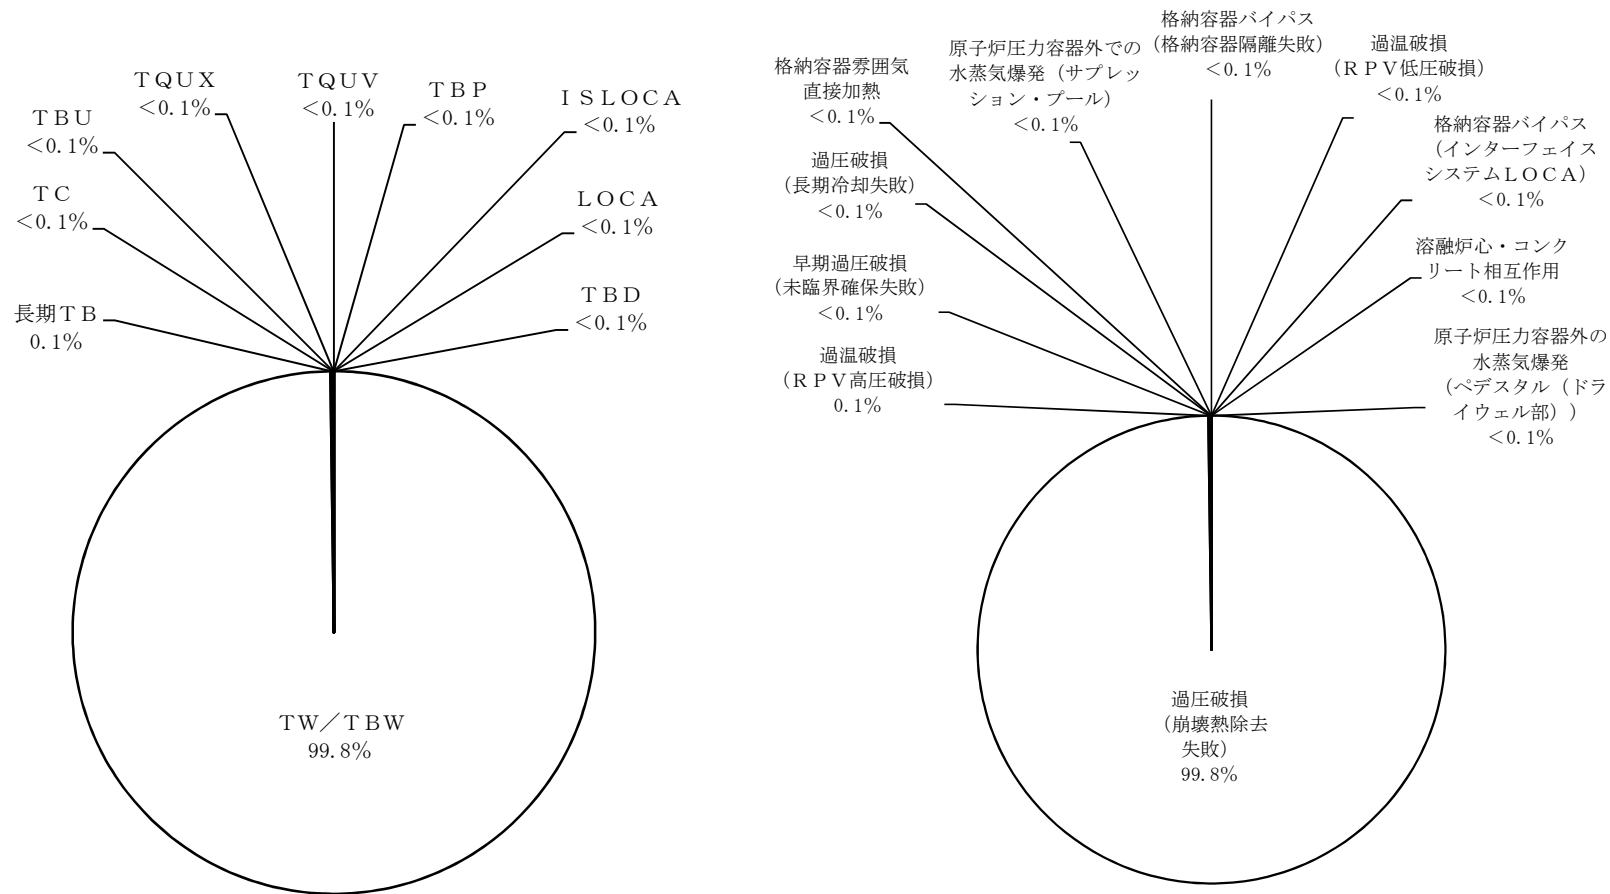 TQUX
<0.1%
TQUV
<0.1%
TBP
<0.1%
ISLOCA
<0.1%
TBU
<0.1%
TC
<0.1%
LOCA
<0.1%
長期TB
0.1%
TBD
<0.1%
TW／TBW
99.8%
格納容器バイパス
（格納容器隔離失敗）
<0.1%
原子炉圧力容器外での
水蒸気爆発（サプレッ
ション・プール）
<0.1%
過温破損
（RPV低圧破損）
<0.1%
格納容器雰囲気
直接加熱
<0.1%
格納容器バイパス
（インターフェイス
システムLOCA）
<0.1%
過圧破損
（長期冷却失敗）
<0.1%
溶融炉心・コンク
リート相互作用
<0.1%
早期過圧破損
（未臨界確保失敗）
<0.1%
過温破損
（RPV高圧破損）
0.1%
原子炉圧力容器外の
水蒸気爆発
（ペデスタル（ドラ
イウェル部））
<0.1%
過圧破損
（崩壊熱除去
失敗）
99.8%